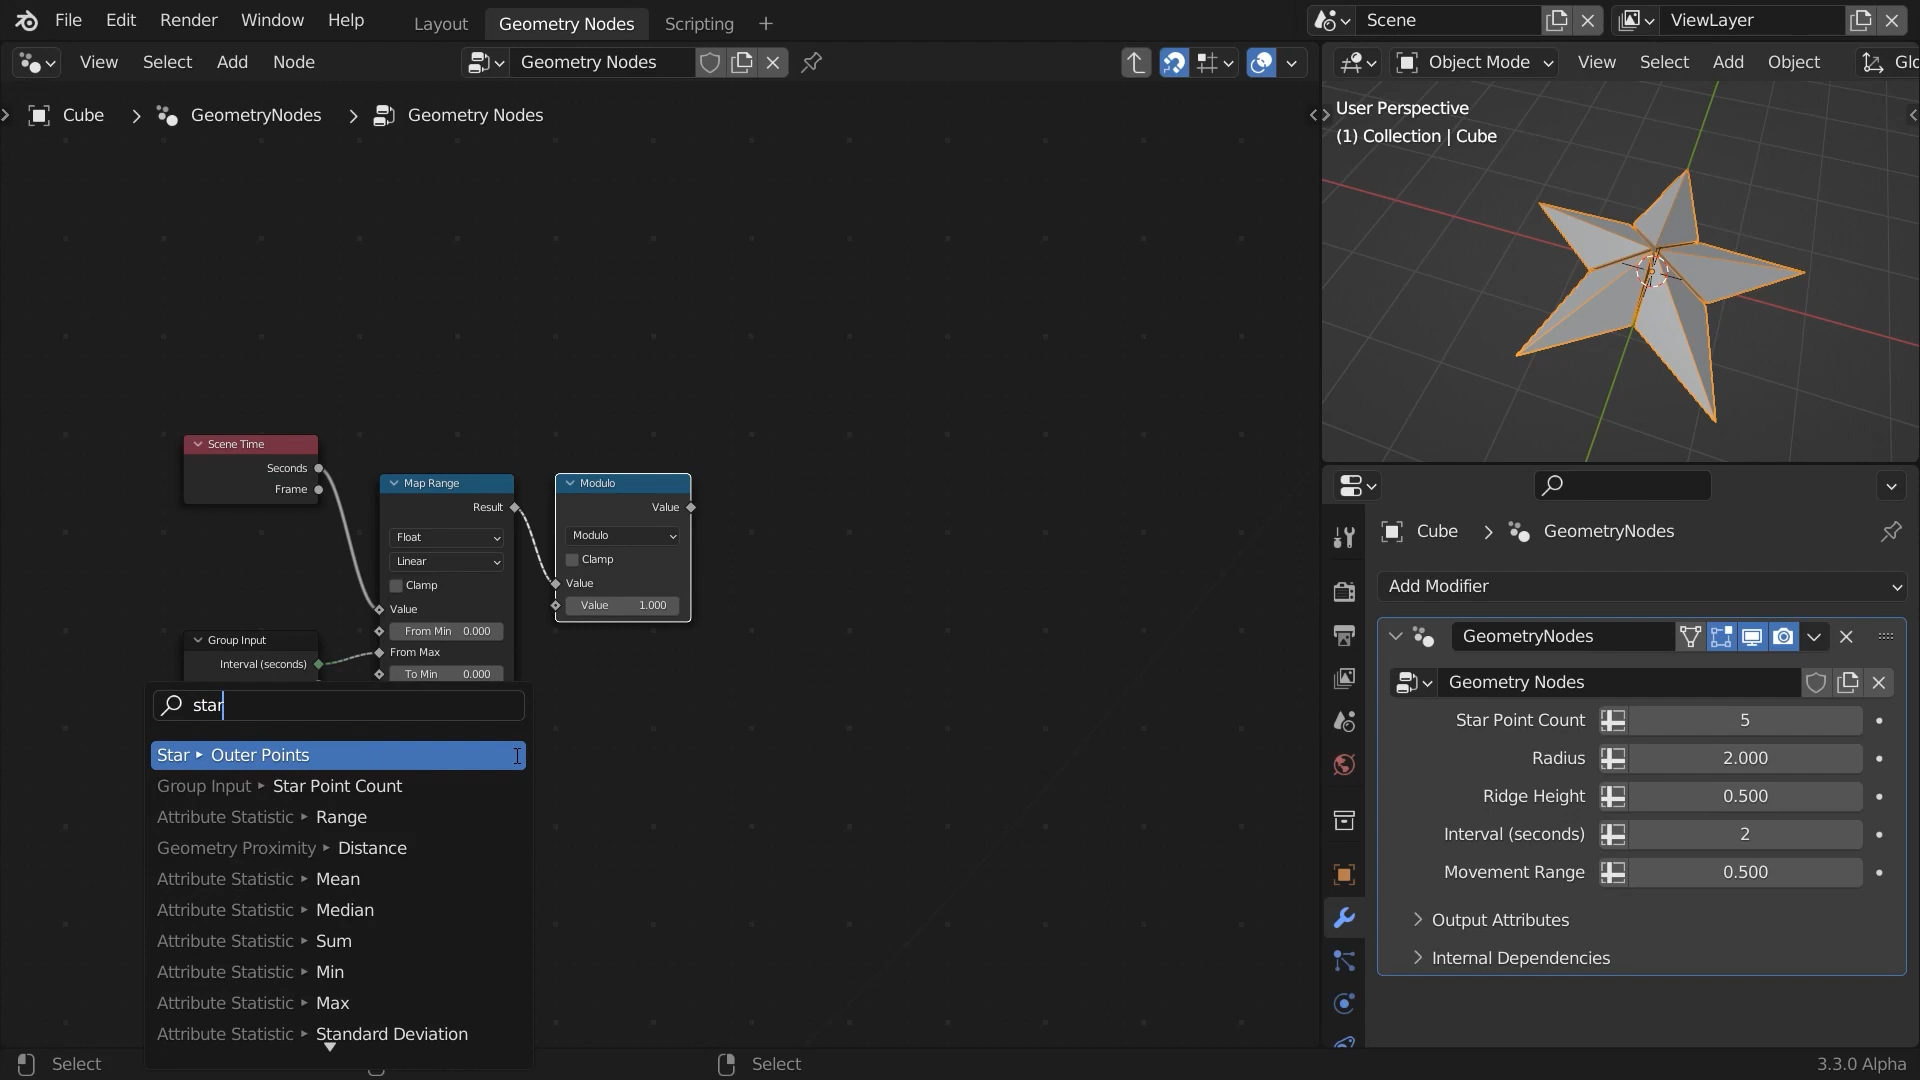 File Edit Render Window Help Layout Geometry Nodes Scripting + Scene ViewLayer
View Select Add Node Geometry Nodes Object Mode View Select Add Object Glo
Cube GeometryNodes Geometry Nodes
User Perspective
(1) Collection | Cube
Scene Time
Seconds
Frame
Map Range
Result
Float
Linear
Clamp
Value
From Min 0.000
From Max
To Min 0.000
Modulo
Value
Modulo
Clamp
Value
Value 1.000
Group Input
Interval (seconds)
star
Star ▸ Outer Points
Group Input ▸ Star Point Count
Attribute Statistic ▸ Range
Geometry Proximity ▸ Distance
Attribute Statistic ▸ Mean
Attribute Statistic ▸ Median
Attribute Statistic ▸ Sum
Attribute Statistic ▸ Min
Attribute Statistic ▸ Max
Attribute Statistic ▸ Standard Deviation
Cube GeometryNodes
Add Modifier
GeometryNodes
Geometry Nodes
Star Point Count 5
Radius 2.000
Ridge Height 0.500
Interval (seconds) 2
Movement Range 0.500
Output Attributes
Internal Dependencies
Select Select 3.3.0 Alpha